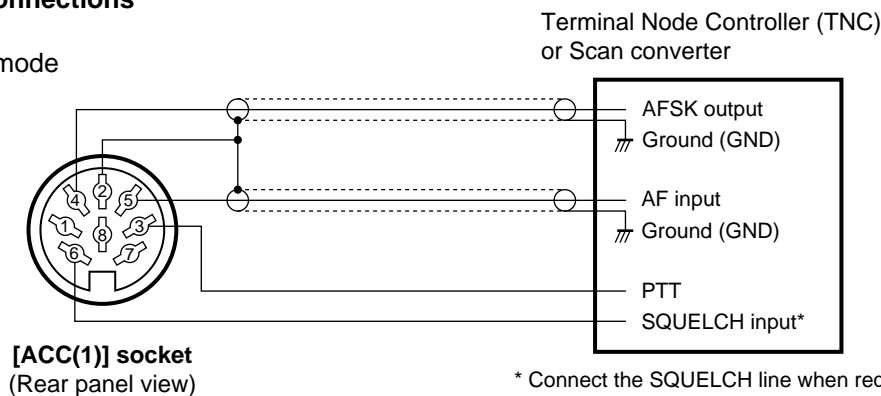 onnections
mode
Terminal Node Controller (TNC)
or Scan converter
AFSK output
Ground (GND)
AF input
Ground (GND)
PTT
SQUELCH input*
4 2 5
1 8 3
6 7
[ACC(1)] socket
(Rear panel view)
* Connect the SQUELCH line when rec